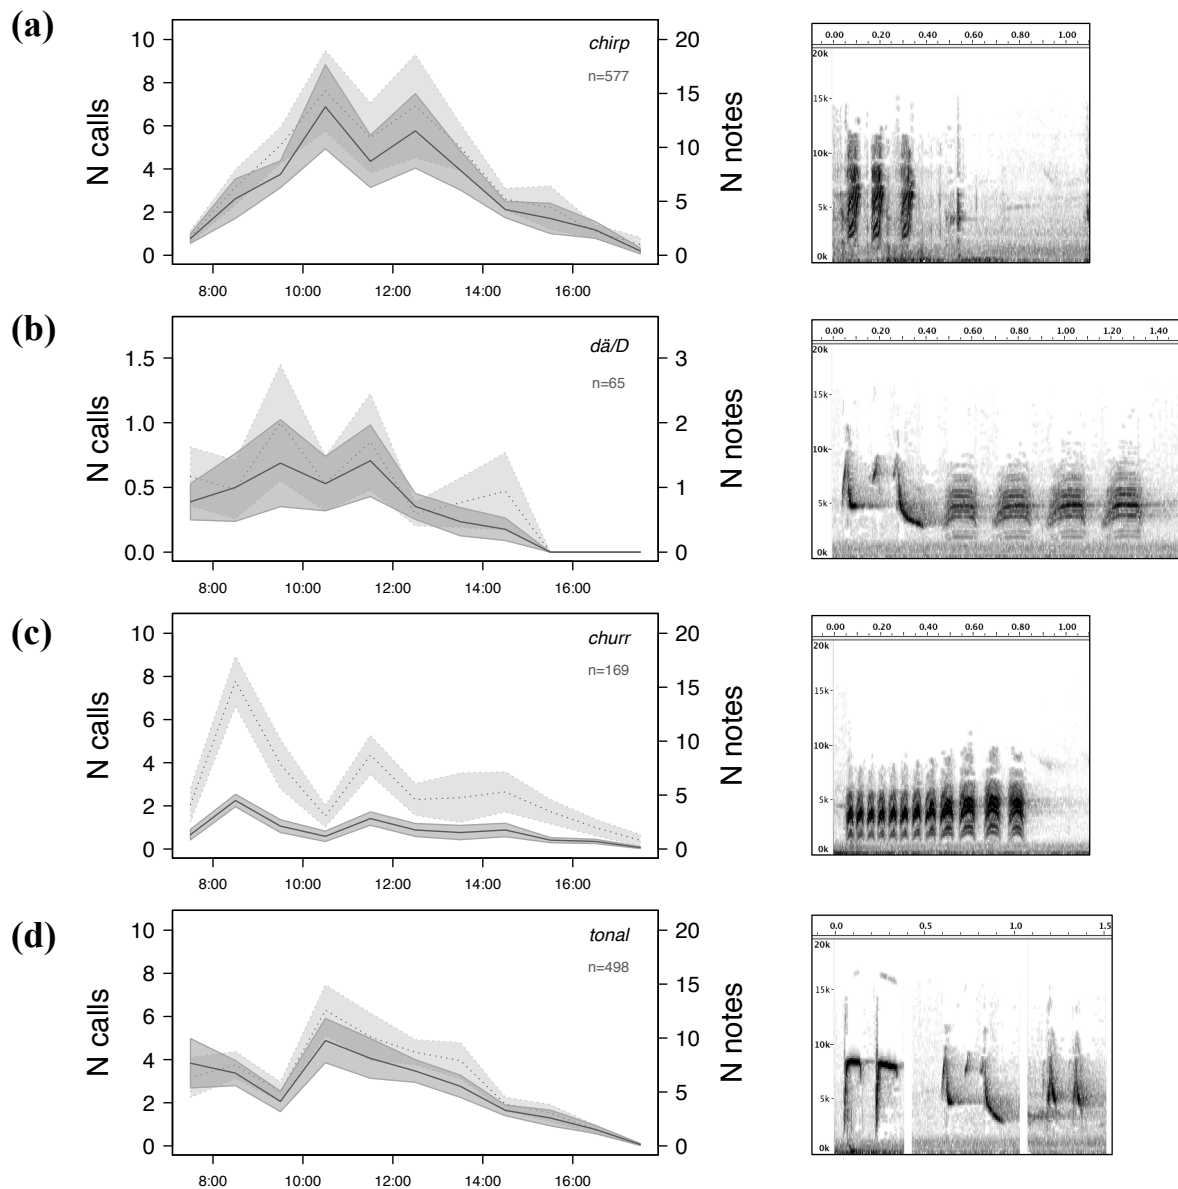 (a)
chirp
n=577
N calls
10
8
6
4
2
0
N notes
20
15
10
5
0
8:00 10:00 12:00 14:00 16:00
0.00 0.20 0.40 0.60 0.80 1.00
20k
15k
10k
5k
0k
(b)
dä/D
n=65
N calls
1.5
1.0
0.5
0.0
N notes
3
2
1
0
8:00 10:00 12:00 14:00 16:00
0.00 0.20 0.40 0.60 0.80 1.00 1.20 1.40
20k
15k
10k
5k
0k
(c)
churr
n=169
N calls
10
8
6
4
2
0
N notes
20
15
10
5
0
8:00 10:00 12:00 14:00 16:00
0.00 0.20 0.40 0.60 0.80 1.00
20k
15k
10k
5k
0k
(d)
tonal
n=498
N calls
10
8
6
4
2
0
N notes
20
15
10
5
0
8:00 10:00 12:00 14:00 16:00
0.0 0.5 1.0 1.5
20k
15k
10k
5k
0k